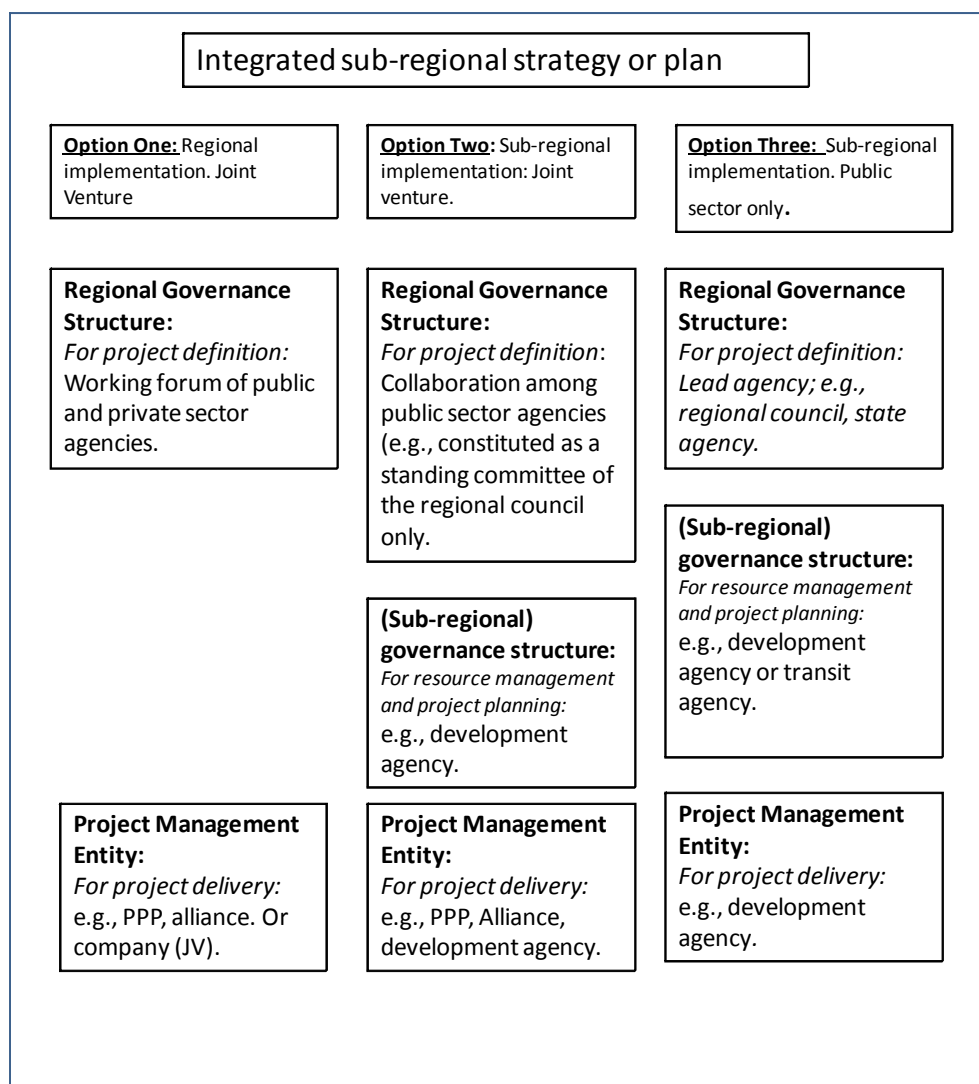 Integrated sub-regional strategy or plan
Option One: Regional
implementation. Joint
Venture
Option Two: Sub-regional
implementation: Joint
venture.
Option Three: Sub-regional
implementation. Public
sector only.
Regional Governance
Structure:
For project definition:
Working forum of public
and private sector
agencies.
Regional Governance
Structure:
For project definition:
Collaboration among
public sector agencies
(e.g., constituted as a
standing committee of
the regional council
only.
Regional Governance
Structure:
For project definition:
Lead agency; e.g.,
regional council, state
agency.
(Sub-regional)
governance structure:
For resource management
and project planning:
e.g., development
agency.
(Sub-regional)
governance structure:
For resource management
and project planning:
e.g., development
agency or transit
agency.
Project Management
Entity:
For project delivery:
e.g., PPP, alliance. Or
company (JV).
Project Management
Entity:
For project delivery:
e.g., PPP, Alliance,
development agency.
Project Management
Entity:
For project delivery:
e.g., development
agency.